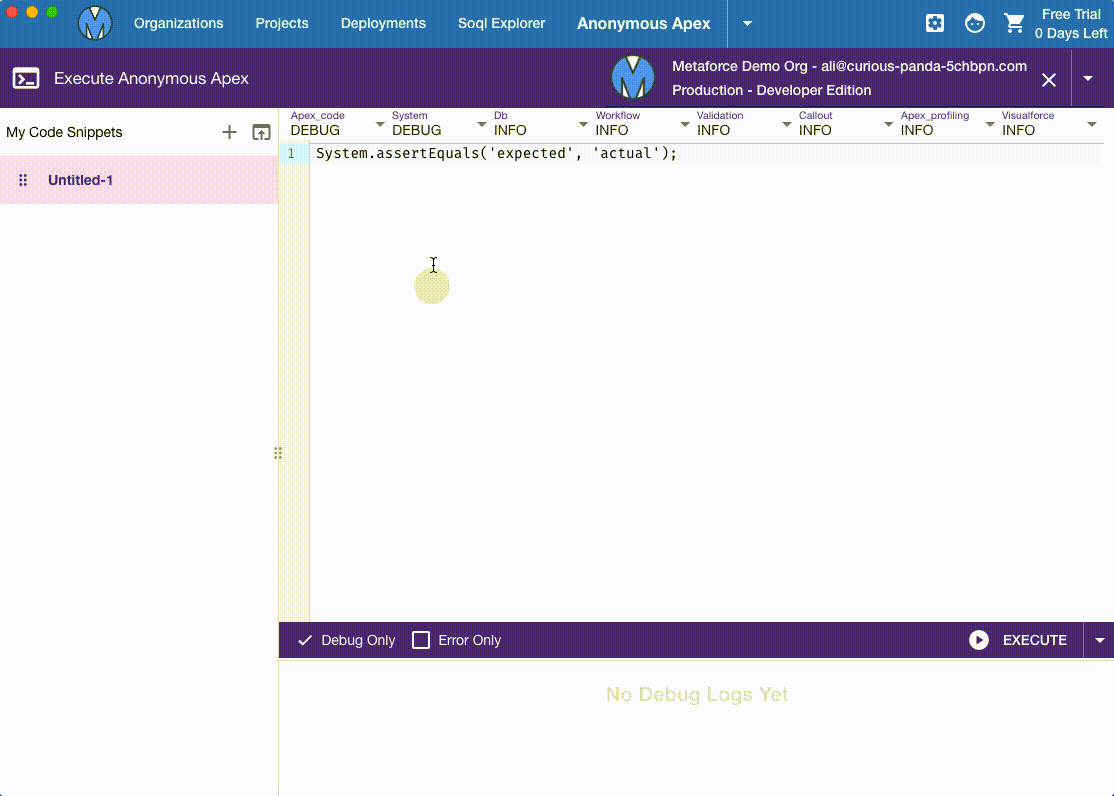 Organizations Projects Deployments Soql Explorer Anonymous Apex
Free Trial
0 Days Left
Execute Anonymous Apex
Metaforce Demo Org - ali@curious-panda-5chbpn.com
Production - Developer Edition
My Code Snippets
Untitled-1
Apex_code System Db Workflow Validation Callout Apex_profiling Visualforce
DEBUG DEBUG INFO INFO INFO INFO INFO INFO
1 System.assertEquals('expected', 'actual');
Debug Only Error Only EXECUTE
No Debug Logs Yet